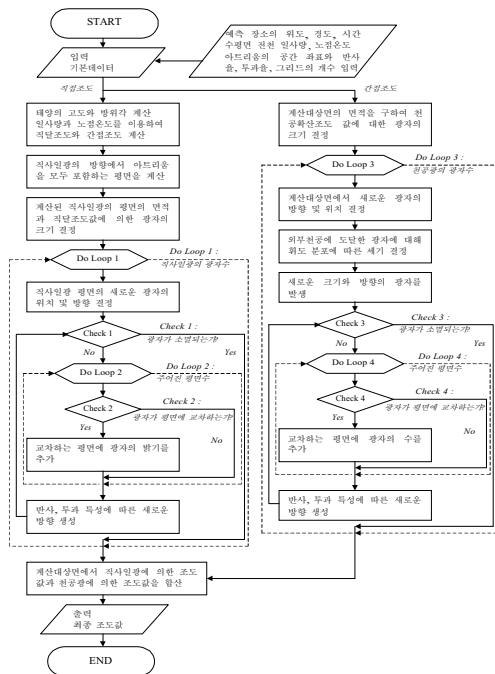 START
입력
기본데이터
예측 장소의 위도, 경도, 시간
수평면 전천 일사량, 노점온도
아트리움의 공간 좌표와 반사
율, 투과율, 그리드의 개수 입력
직접조도
간접조도
태양의 고도와 방위각 계산
일사량과 노점온도를 이용하여
직달조도와 간접조도 계산
직사일광의 방향에서 아트리움
을 모두 포함하는 평면을 계산
계산된 직사일광의 평면의 면적
과 직달조도값에 의한 광자의
크기 결정
Do Loop 1
Do Loop 1 :
직사일광의 광자수
직사일광 평면의 새로운 광자의
위치 및 방향 결정
Check 1
Check 1 :
광자가 소멸되는가?
No
Yes
Do Loop 2
Do Loop 2 :
주어진 평면수
Check 2
Check 2 :
광자가 평면에 교차하는가?
Yes
No
교차하는 평면에 광자의 밝기를
추가
반사, 투과 특성에 따른 새로운
방향 생성
계산대상면의 면적을 구하여 천
공확산조도 값에 대한 광자의
크기 결정
Do Loop 3
Do Loop 3 :
천공광의 광자수
계산대상면에서 새로운 광자의
방향 및 위치 결정
외부천공에 도달한 광자에 대해
휘도 분포에 따른 세기 결정
새로운 크기와 방향의 광자를
발생
Check 3
Check 3 :
광자가 소멸되는가?
No
Yes
Do Loop 4
Do Loop 4 :
주어진 평면수
Check 4
Check 4 :
광자가 평면에 교차하는가?
Yes
No
교차하는 평면에 광자의 수를
추가
반사, 투과 특성에 따른 새로운
방향 생성
계산대상면에서 직사일광에 의한 조도
값과 천공광에 의한 조도값을 합산
출력
최종 조도값
END